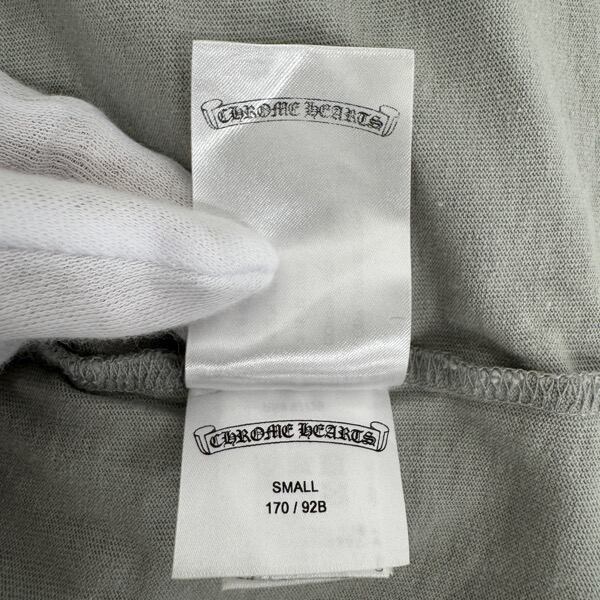 CHROME HEARTS
CHROME HEARTS
SMALL
170 / 92B